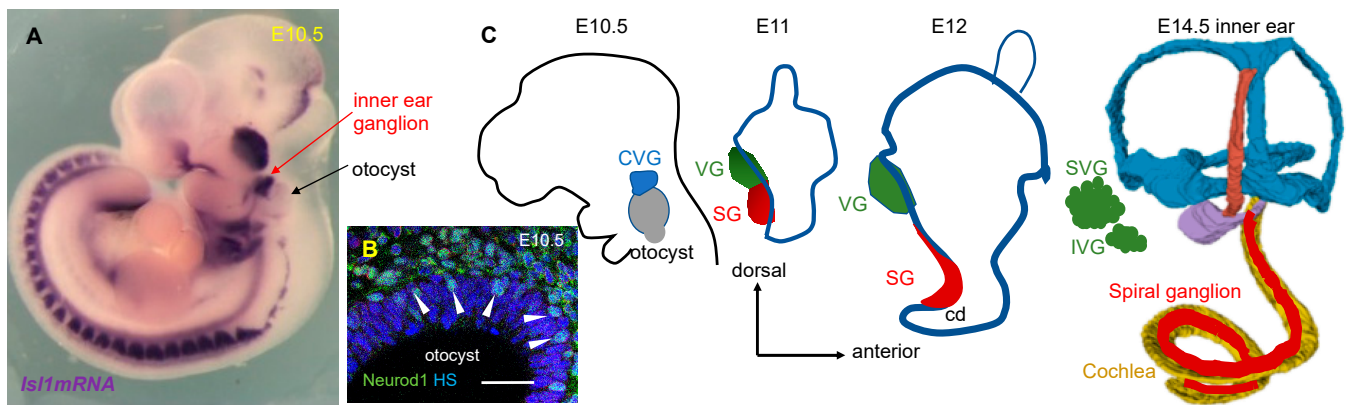 A
E10.5
inner ear
ganglion
otocyst
Isl1mRNA
B
E10.5
otocyst
Neurod1 HS
C
E10.5
CVG
otocyst
E11
VG
SG
dorsal
anterior
E12
VG
SG
cd
E14.5 inner ear
SVG
IVG
Spiral ganglion
Cochlea